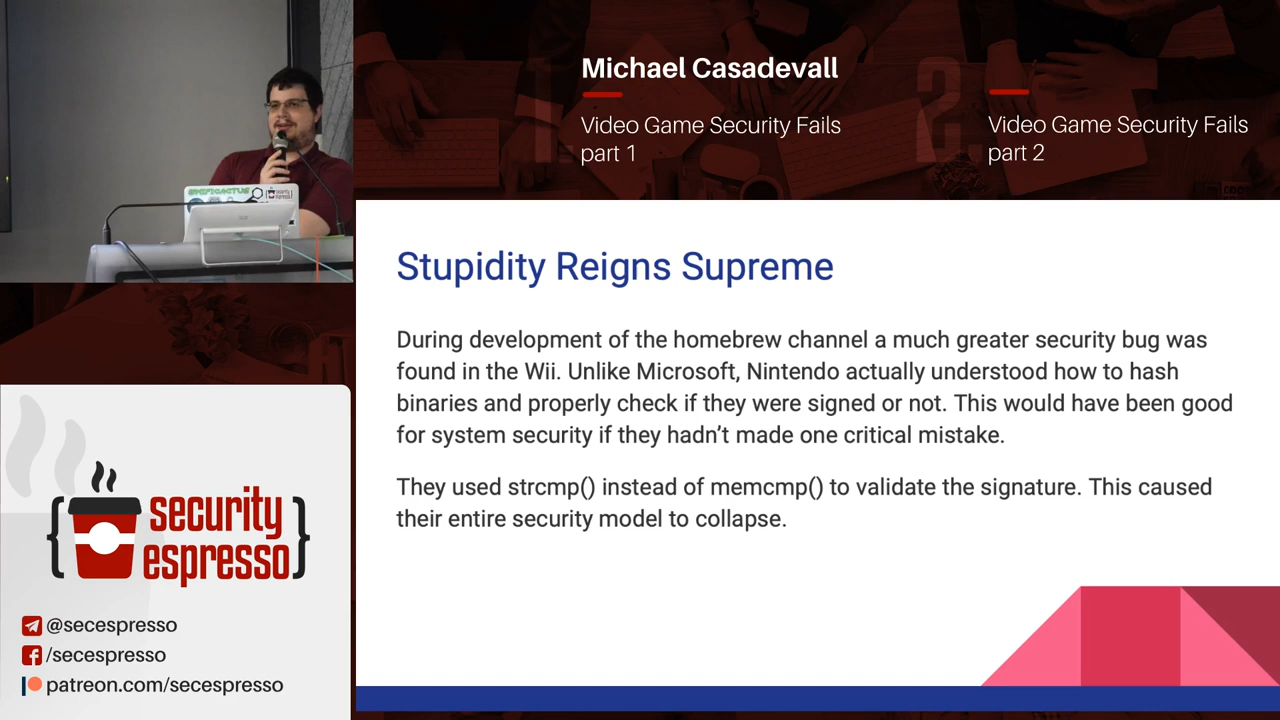 Michael Casadevall
1
Video Game Security Fails
part 1
2
Video Game Security Fails
part 2
Stupidity Reigns Supreme
During development of the homebrew channel a much greater security bug was
found in the Wii. Unlike Microsoft, Nintendo actually understood how to hash
binaries and properly check if they were signed or not. This would have been good
for system security if they hadn’t made one critical mistake.
They used strcmp() instead of memcmp() to validate the signature. This caused
their entire security model to collapse.
{security
espresso}
@secespresso
/secespresso
patreon.com/secespresso